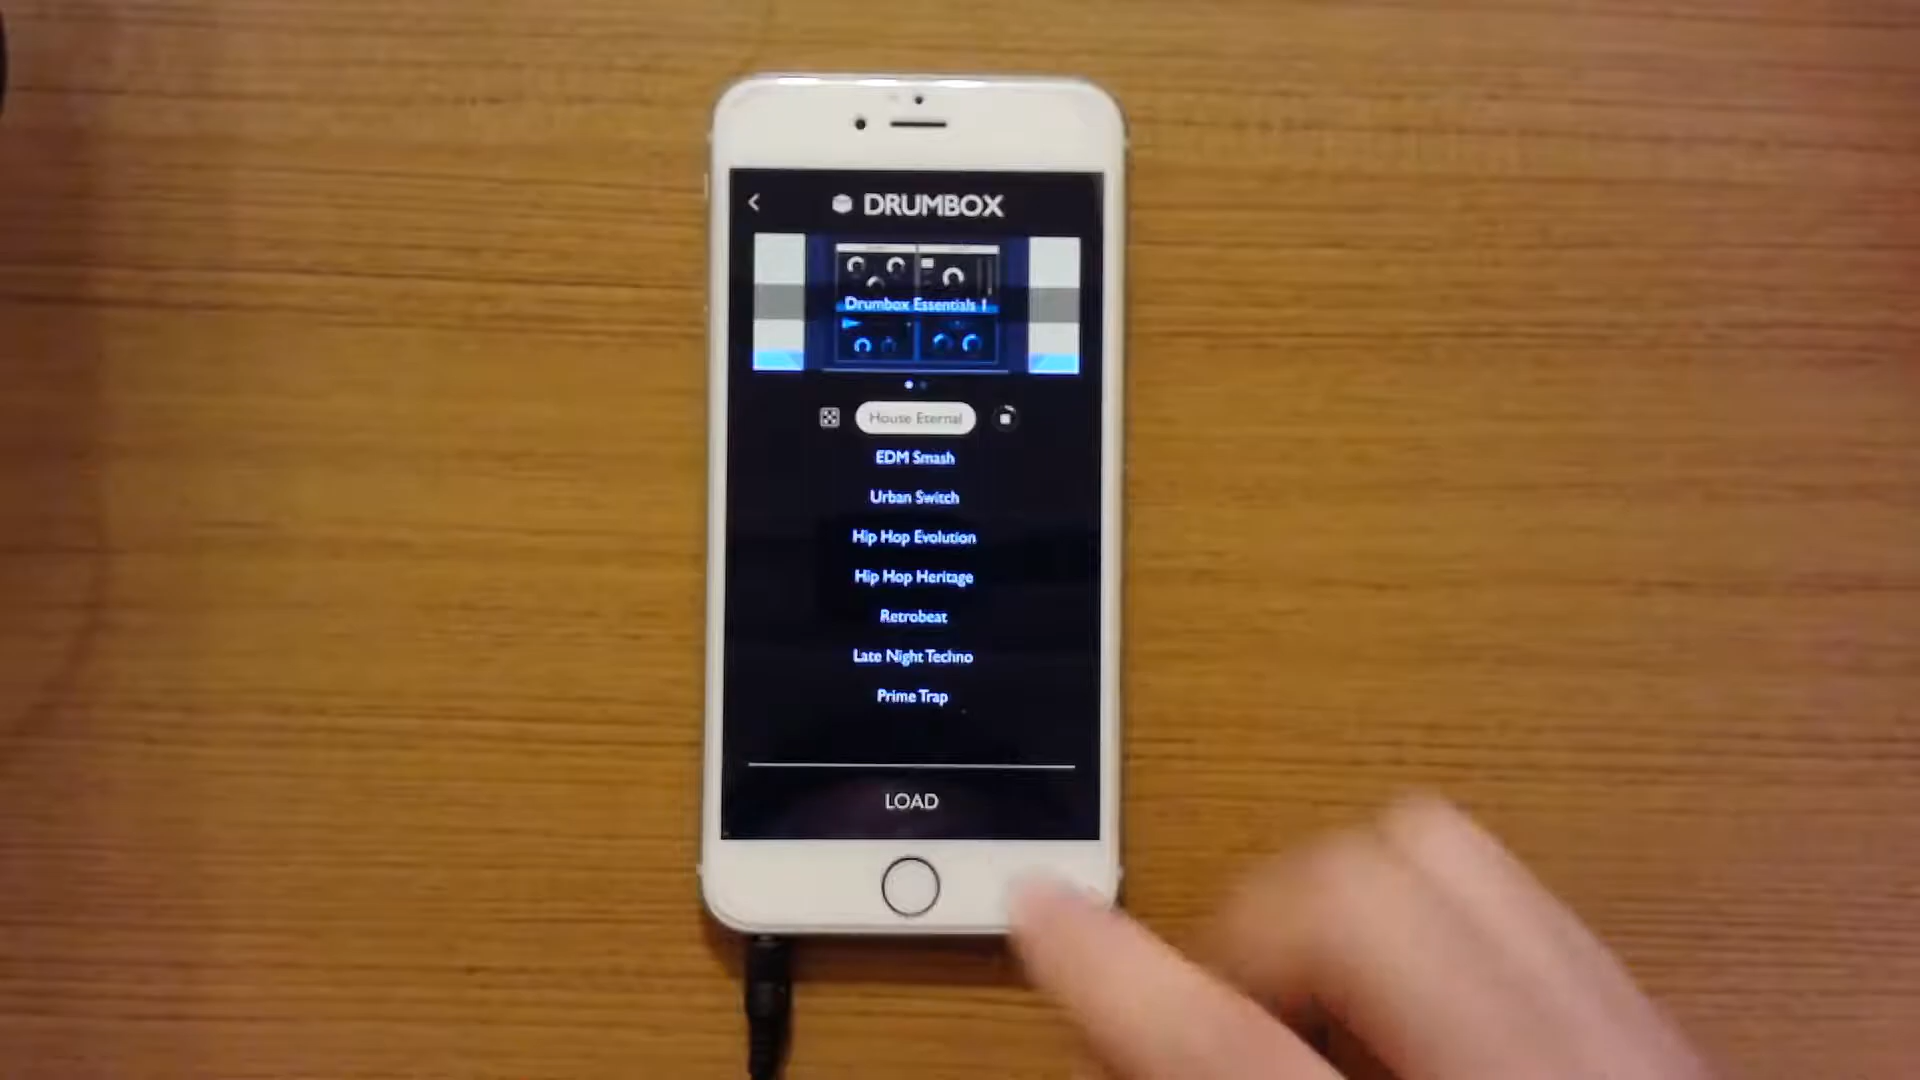 DRUMBOX
Drumbox Essentials 1
House Eternal
EDM Smash
Urban Switch
Hip Hop Evolution
Hip Hop Heritage
Retrobeat
Late Night Techno
Prime Trap
LOAD